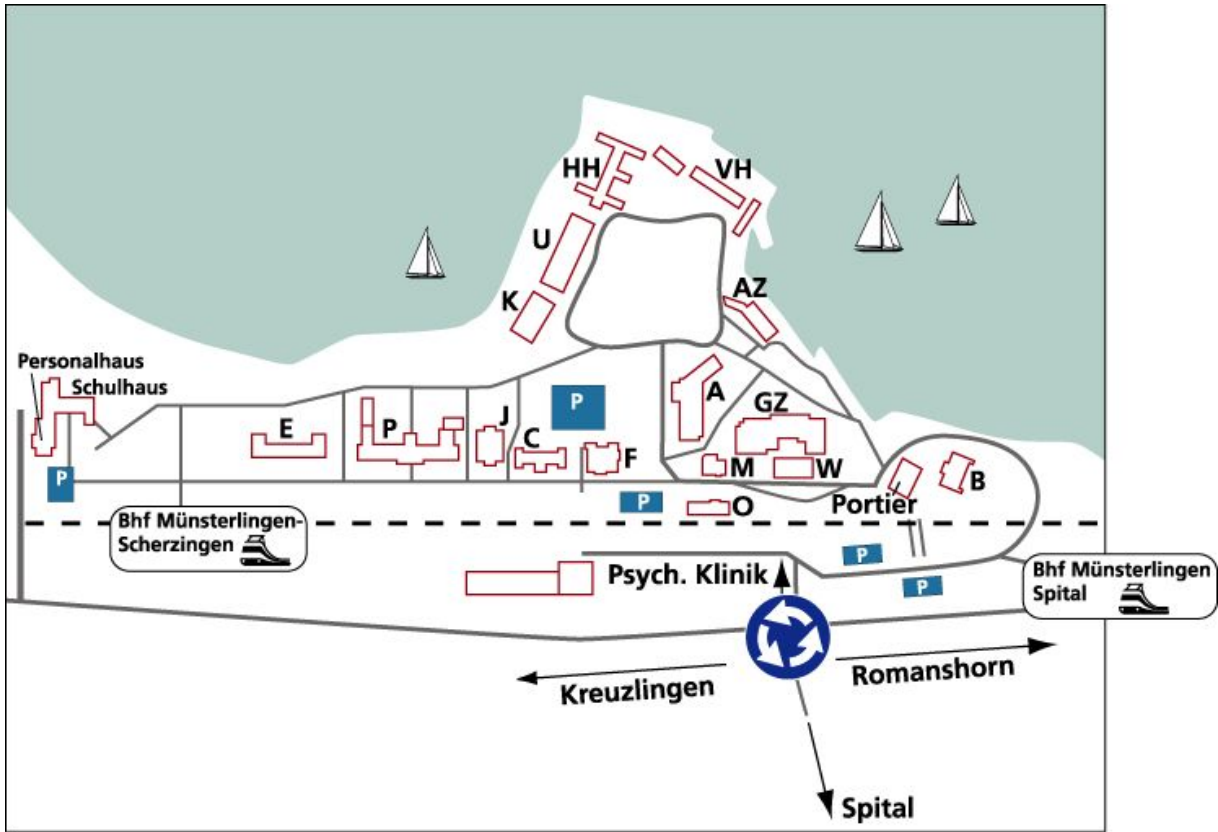 HH
VH
U
K
AZ
Personalhaus
Schulhaus
P
A
GZ
E
P
J
C
F
M
W
B
P
P
O
Portier
Bhf Münsterlingen-
Scherzingen
P
Psych. Klinik
P
Bhf Münsterlingen
Spital
Kreuzlingen
Romanshorn
Spital